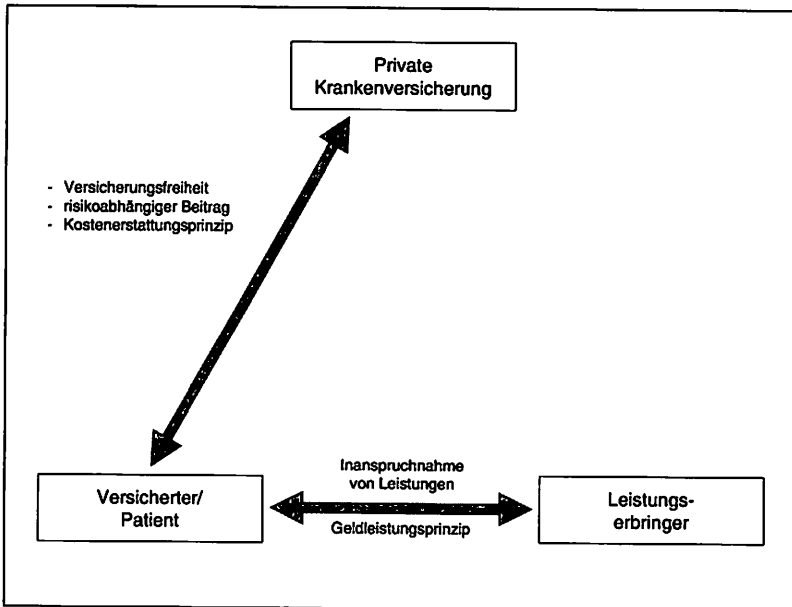 Private
Krankenversicherung
- Versicherungsfreiheit
- risikoabhängiger Beitrag
- Kostenerstattungsprinzip
Versicherter/
Patient
Inanspruchnahme
von Leistungen
Geldleistungsprinzip
Leistungs-
erbringer